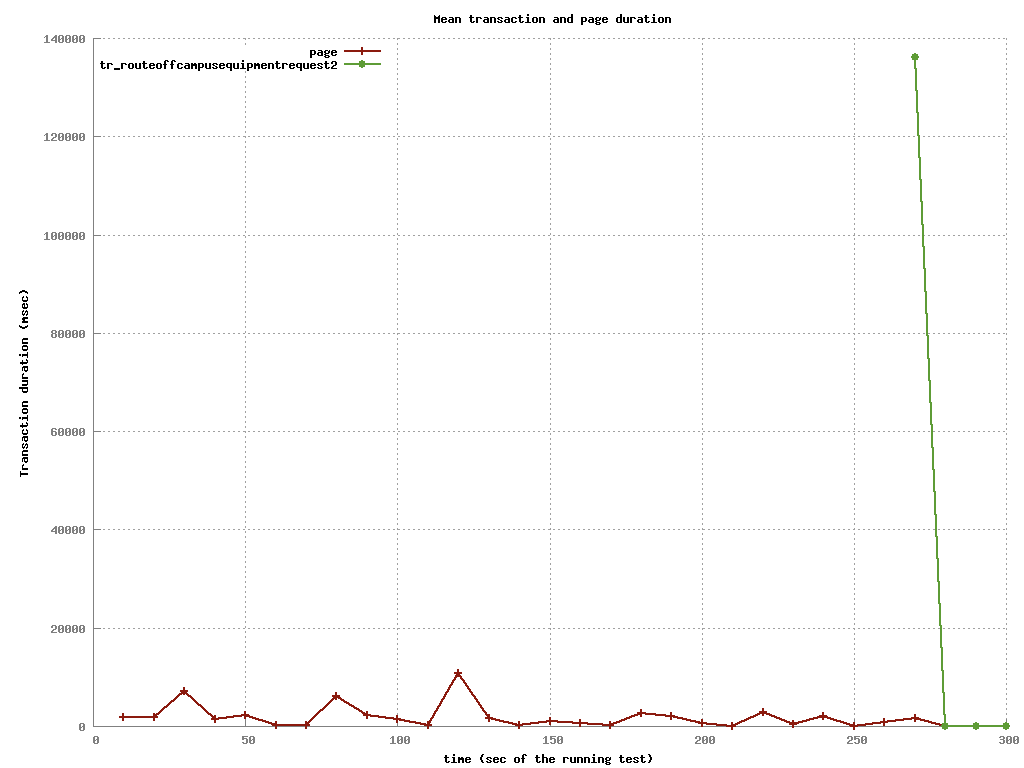 Mean transaction and page duration
page
tr_routeoffcampusequipmentrequest2
140000
120000
100000
80000
60000
40000
20000
0
Transaction duration (msec)
0 50 100 150 200 250 300
time (sec of the running test)